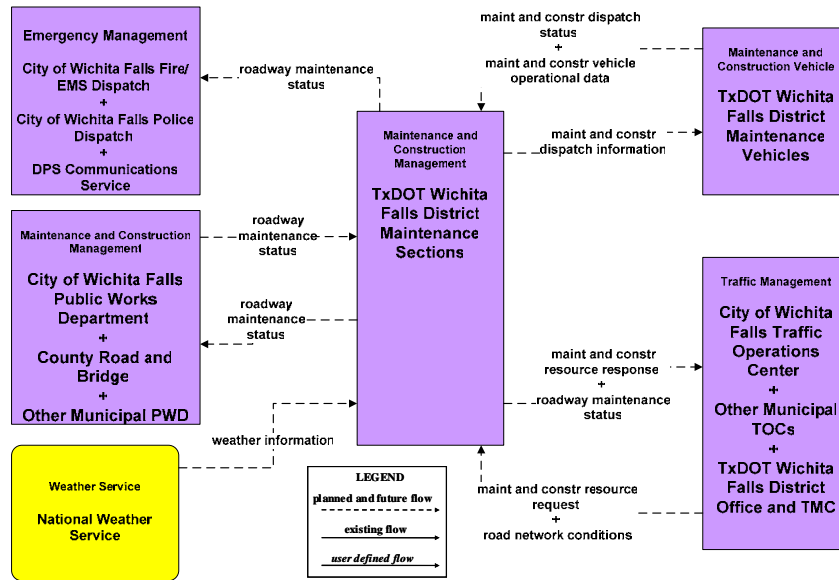 Emergency Management
City of Wichita Falls Fire/
EMS Dispatch
+
City of Wichita Falls Police
Dispatch
+
DPS Communications
Service
roadway maintenance
status
maint and constr dispatch
status
+
maint and constr vehicle
operational data
Maintenance and
Construction Vehicle
TxDOT Wichita
Falls District
Maintenance
Vehicles
maint and constr
dispatch information
Maintenance and
Construction
Management
TxDOT Wichita
Falls District
Maintenance
Sections
Maintenance and Construction
Management
City of Wichita Falls
Public Works
Department
+
County Road and
Bridge
+
Other Municipal PWD
roadway
maintenance
status
roadway
maintenance
status
Traffic Management
City of Wichita
Falls Traffic
Operations
Center
+
Other Municipal
TOCs
+
TxDOT Wichita
Falls District
Office and TMC
maint and constr
resource response
+
roadway maintenance
status
weather information
Weather Service
National Weather
Service
LEGEND
planned and future flow
existing flow
user defined flow
maint and constr resource
request
+
road network conditions